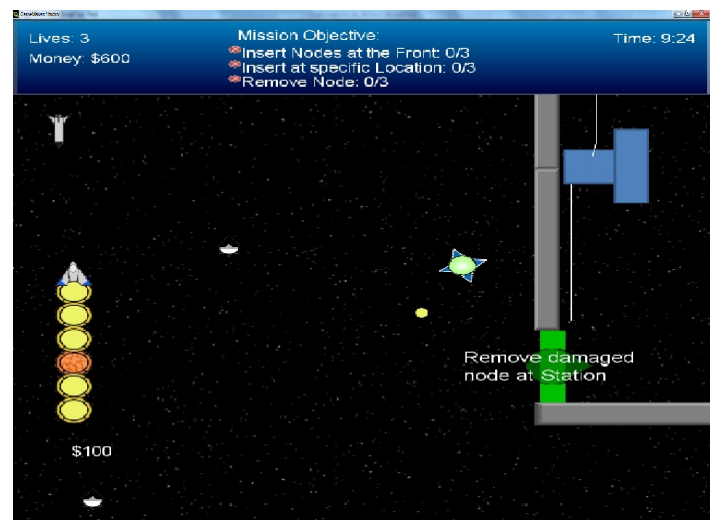 Lives: 3
Money: $600
Mission Objective:
Insert Nodes at the Front: 0/3
Insert at specific Location: 0/3
Remove Node: 0/3
Time: 9:24
Remove damaged
node at Station
$100